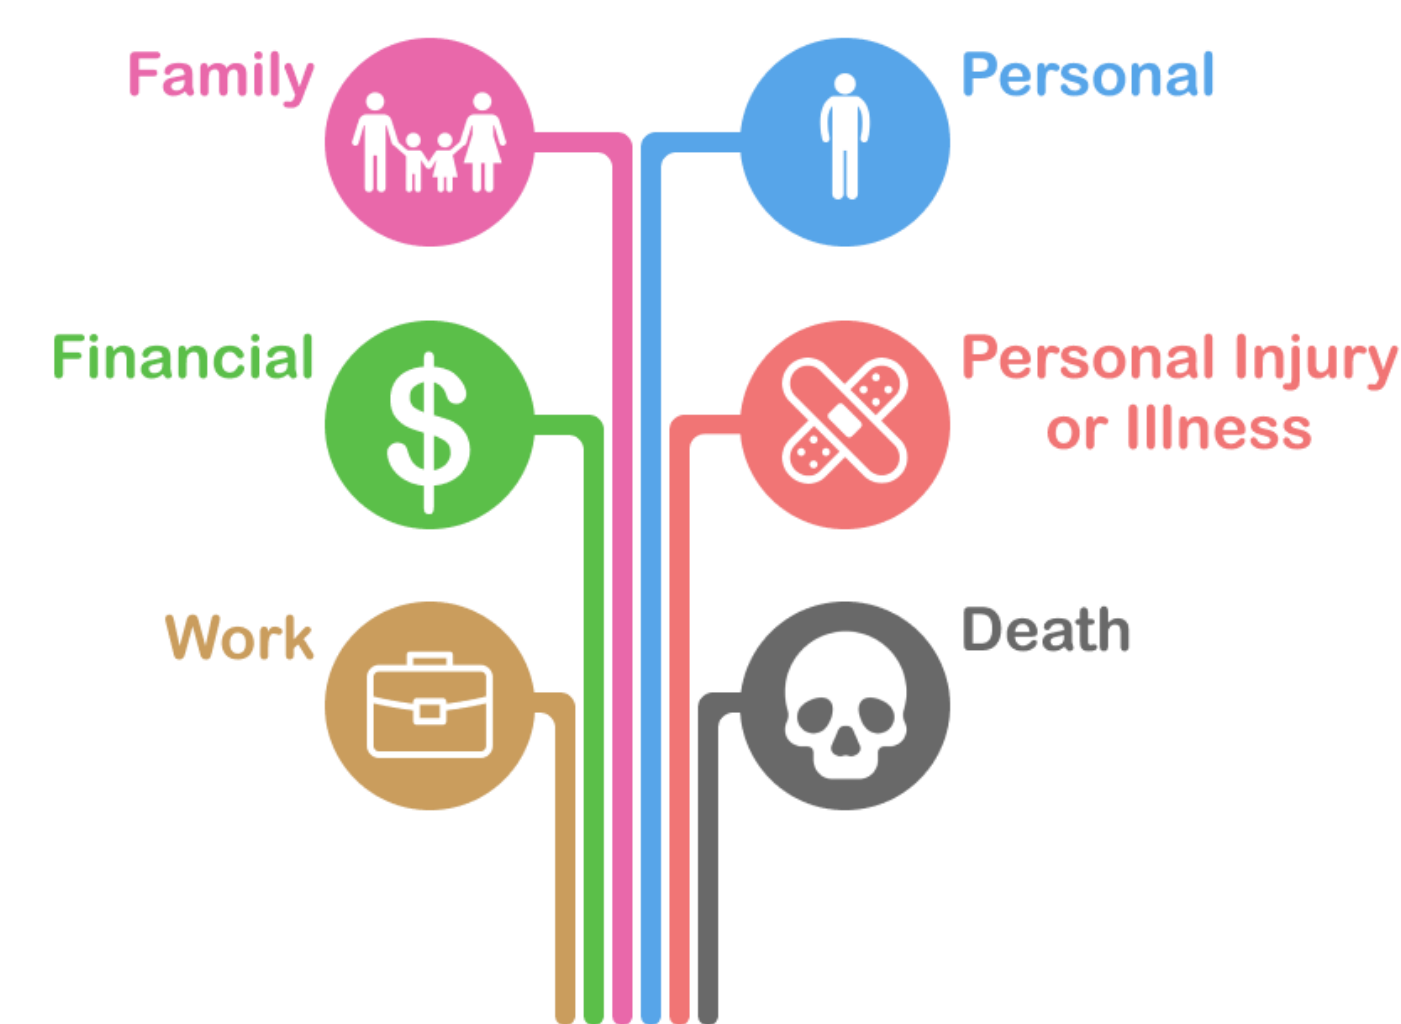 Family
Personal
Financial
Personal Injury
or Illness
Work
Death